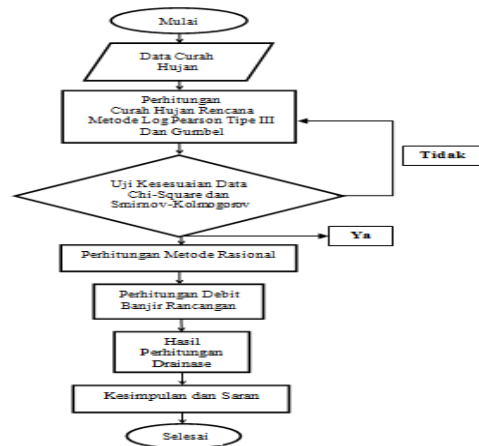 Mulai
Data Curah
Hujan
Perhitungan
Curah Hujan Rencana
Metode Log Pearson Tipe III
Dan Gumbel
Tidak
Uji Kesesuaian Data
Chi-Square dan
Smirnov-Kolmogorov
Ya
Perhitungan Metode Rasional
Perhitungan Debit
Banjir Rancangan
Hasil
Perhitungan
Drainase
Kesimpulan dan Saran
Selesai